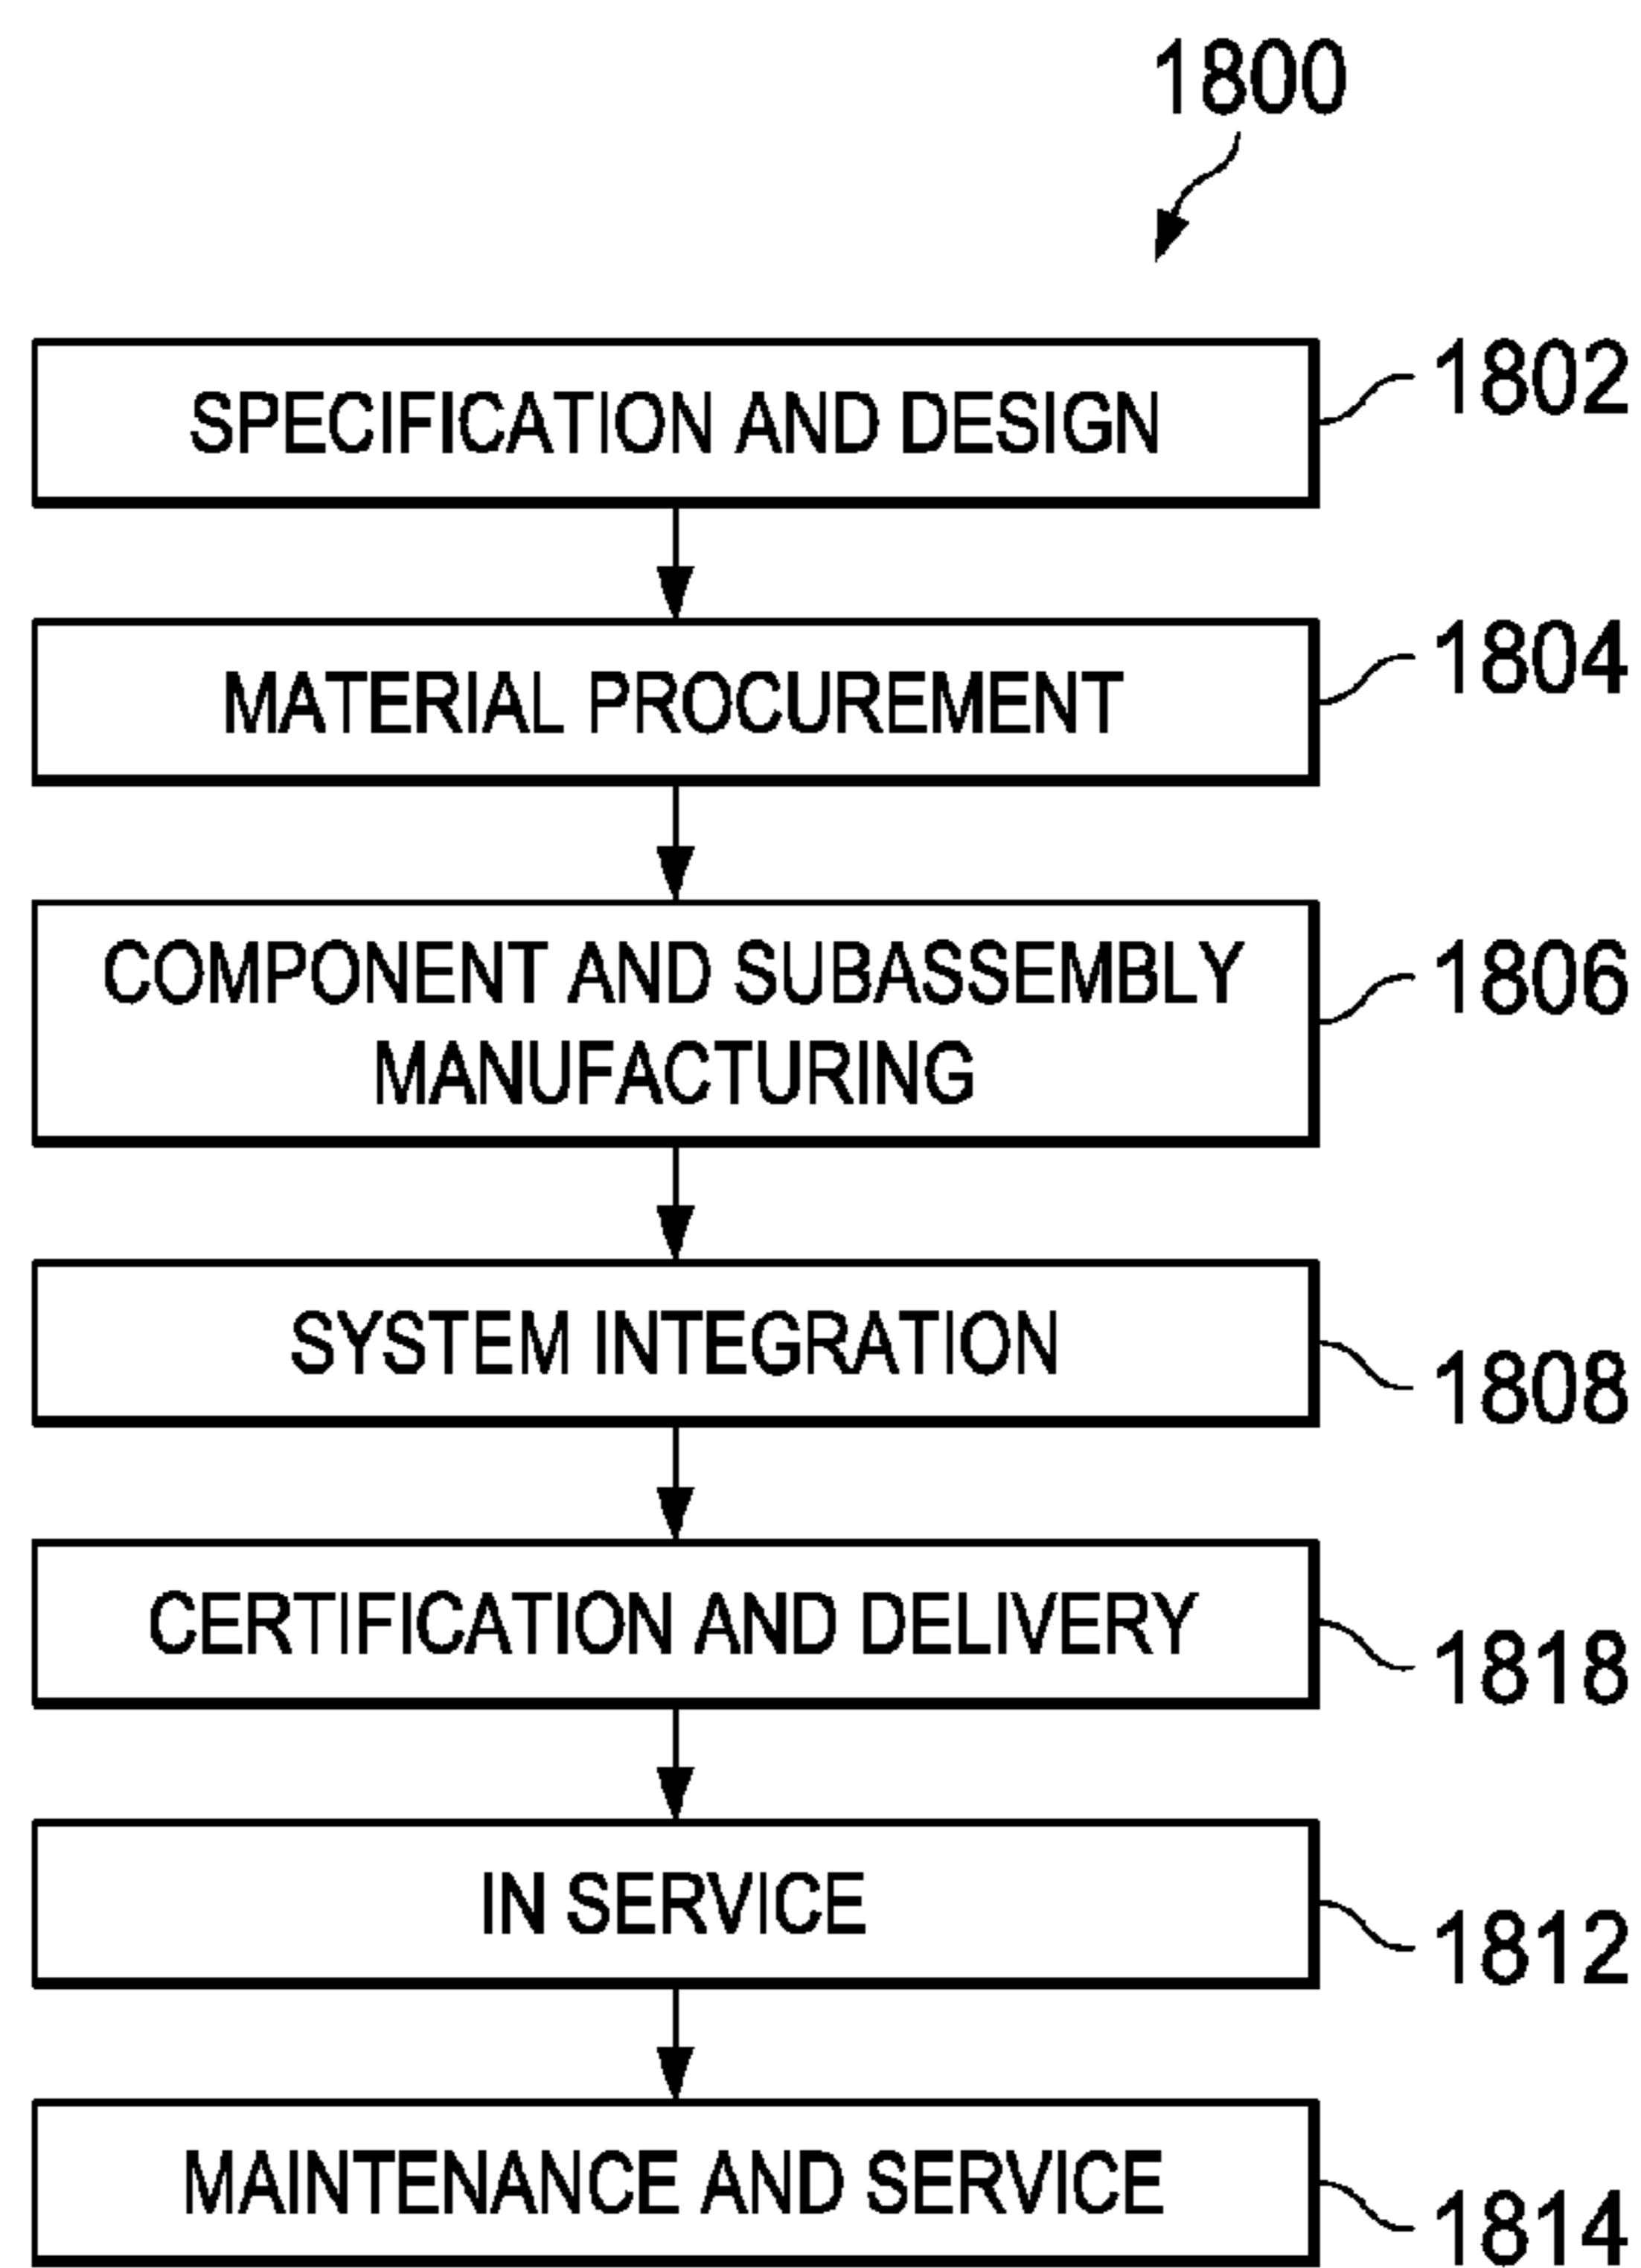 1800
SPECIFICATION AND DESIGN
1802
MATERIAL PROCUREMENT
1804
COMPONENT AND SUBASSEMBLY
MANUFACTURING
1806
SYSTEM INTEGRATION
1808
CERTIFICATION AND DELIVERY
1818
IN SERVICE
1812
MAINTENANCE AND SERVICE
1814